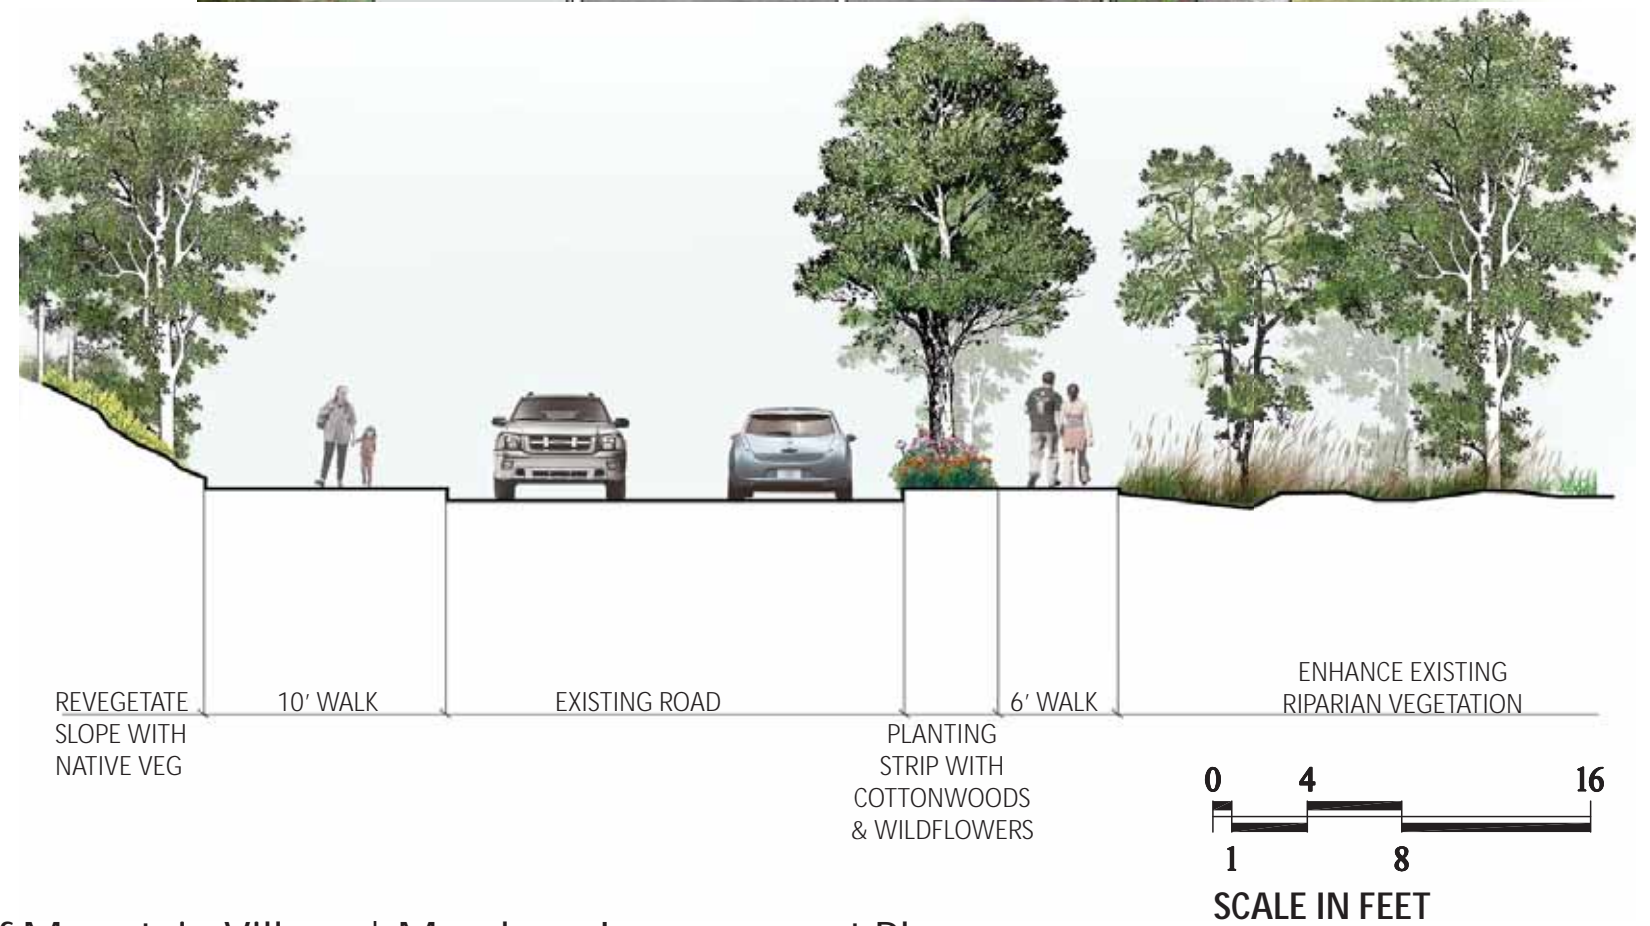 REVEGETATE
SLOPE WITH
NATIVE VEG
10' WALK
EXISTING ROAD
PLANTING
STRIP WITH
COTTONWOODS
& WILDFLOWERS
6' WALK
ENHANCE EXISTING
RIPARIAN VEGETATION
0 4 16
1 8
SCALE IN FEET